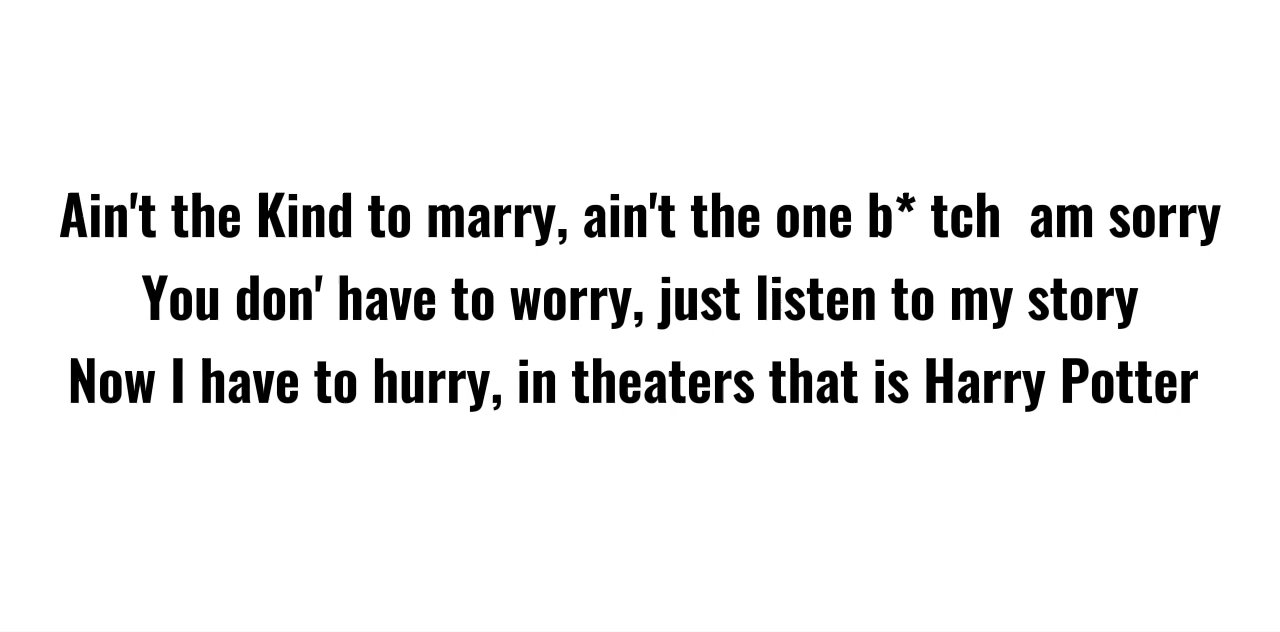 Ain't the Kind to marry, ain't the one b* tch  am sorry
You don' have to worry, just listen to my story
Now I have to hurry, in theaters that is Harry Potter